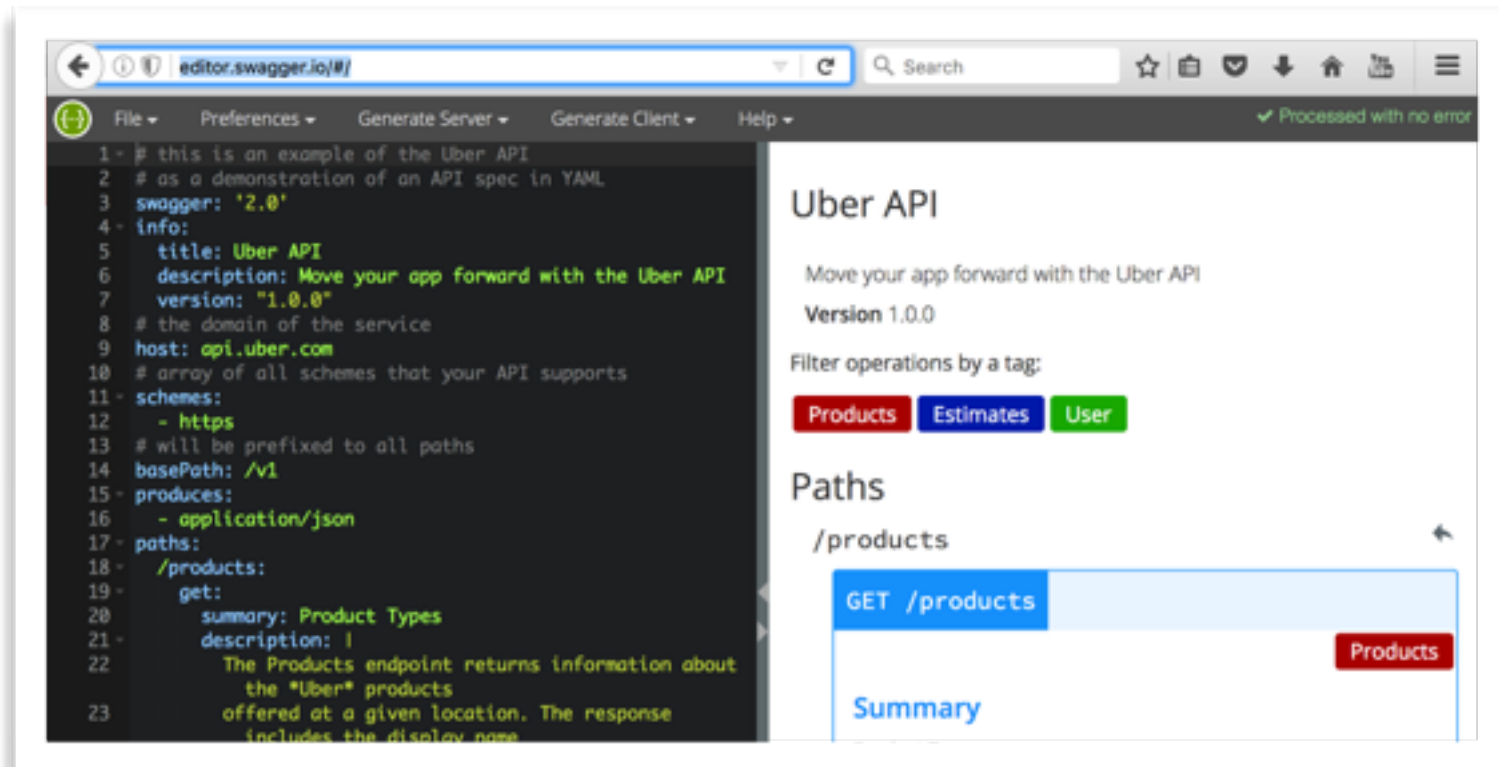 editor.swagger.io/#/
Search
File Preferences Generate Server Generate Client Help Processed with no error
1 # this is an example of the Uber API
2 # as a demonstration of an API spec in YAML
3 swagger: '2.0'
4 info:
5 title: Uber API
6 description: Move your app forward with the Uber API
7 version: "1.0.0"
8 # the domain of the service
9 host: api.uber.com
10 # array of all schemes that your API supports
11 schemes:
12 - https
13 # will be prefixed to all paths
14 basePath: /v1
15 produces:
16 - application/json
17 paths:
18 /products:
19 get:
20 summary: Product Types
21 description: |
22 The Products endpoint returns information about
the *Uber* products
23 offered at a given location. The response
includes the display name
Uber API
Move your app forward with the Uber API
Version 1.0.0
Filter operations by a tag:
Products Estimates User
Paths
/products
GET /products
Products
Summary